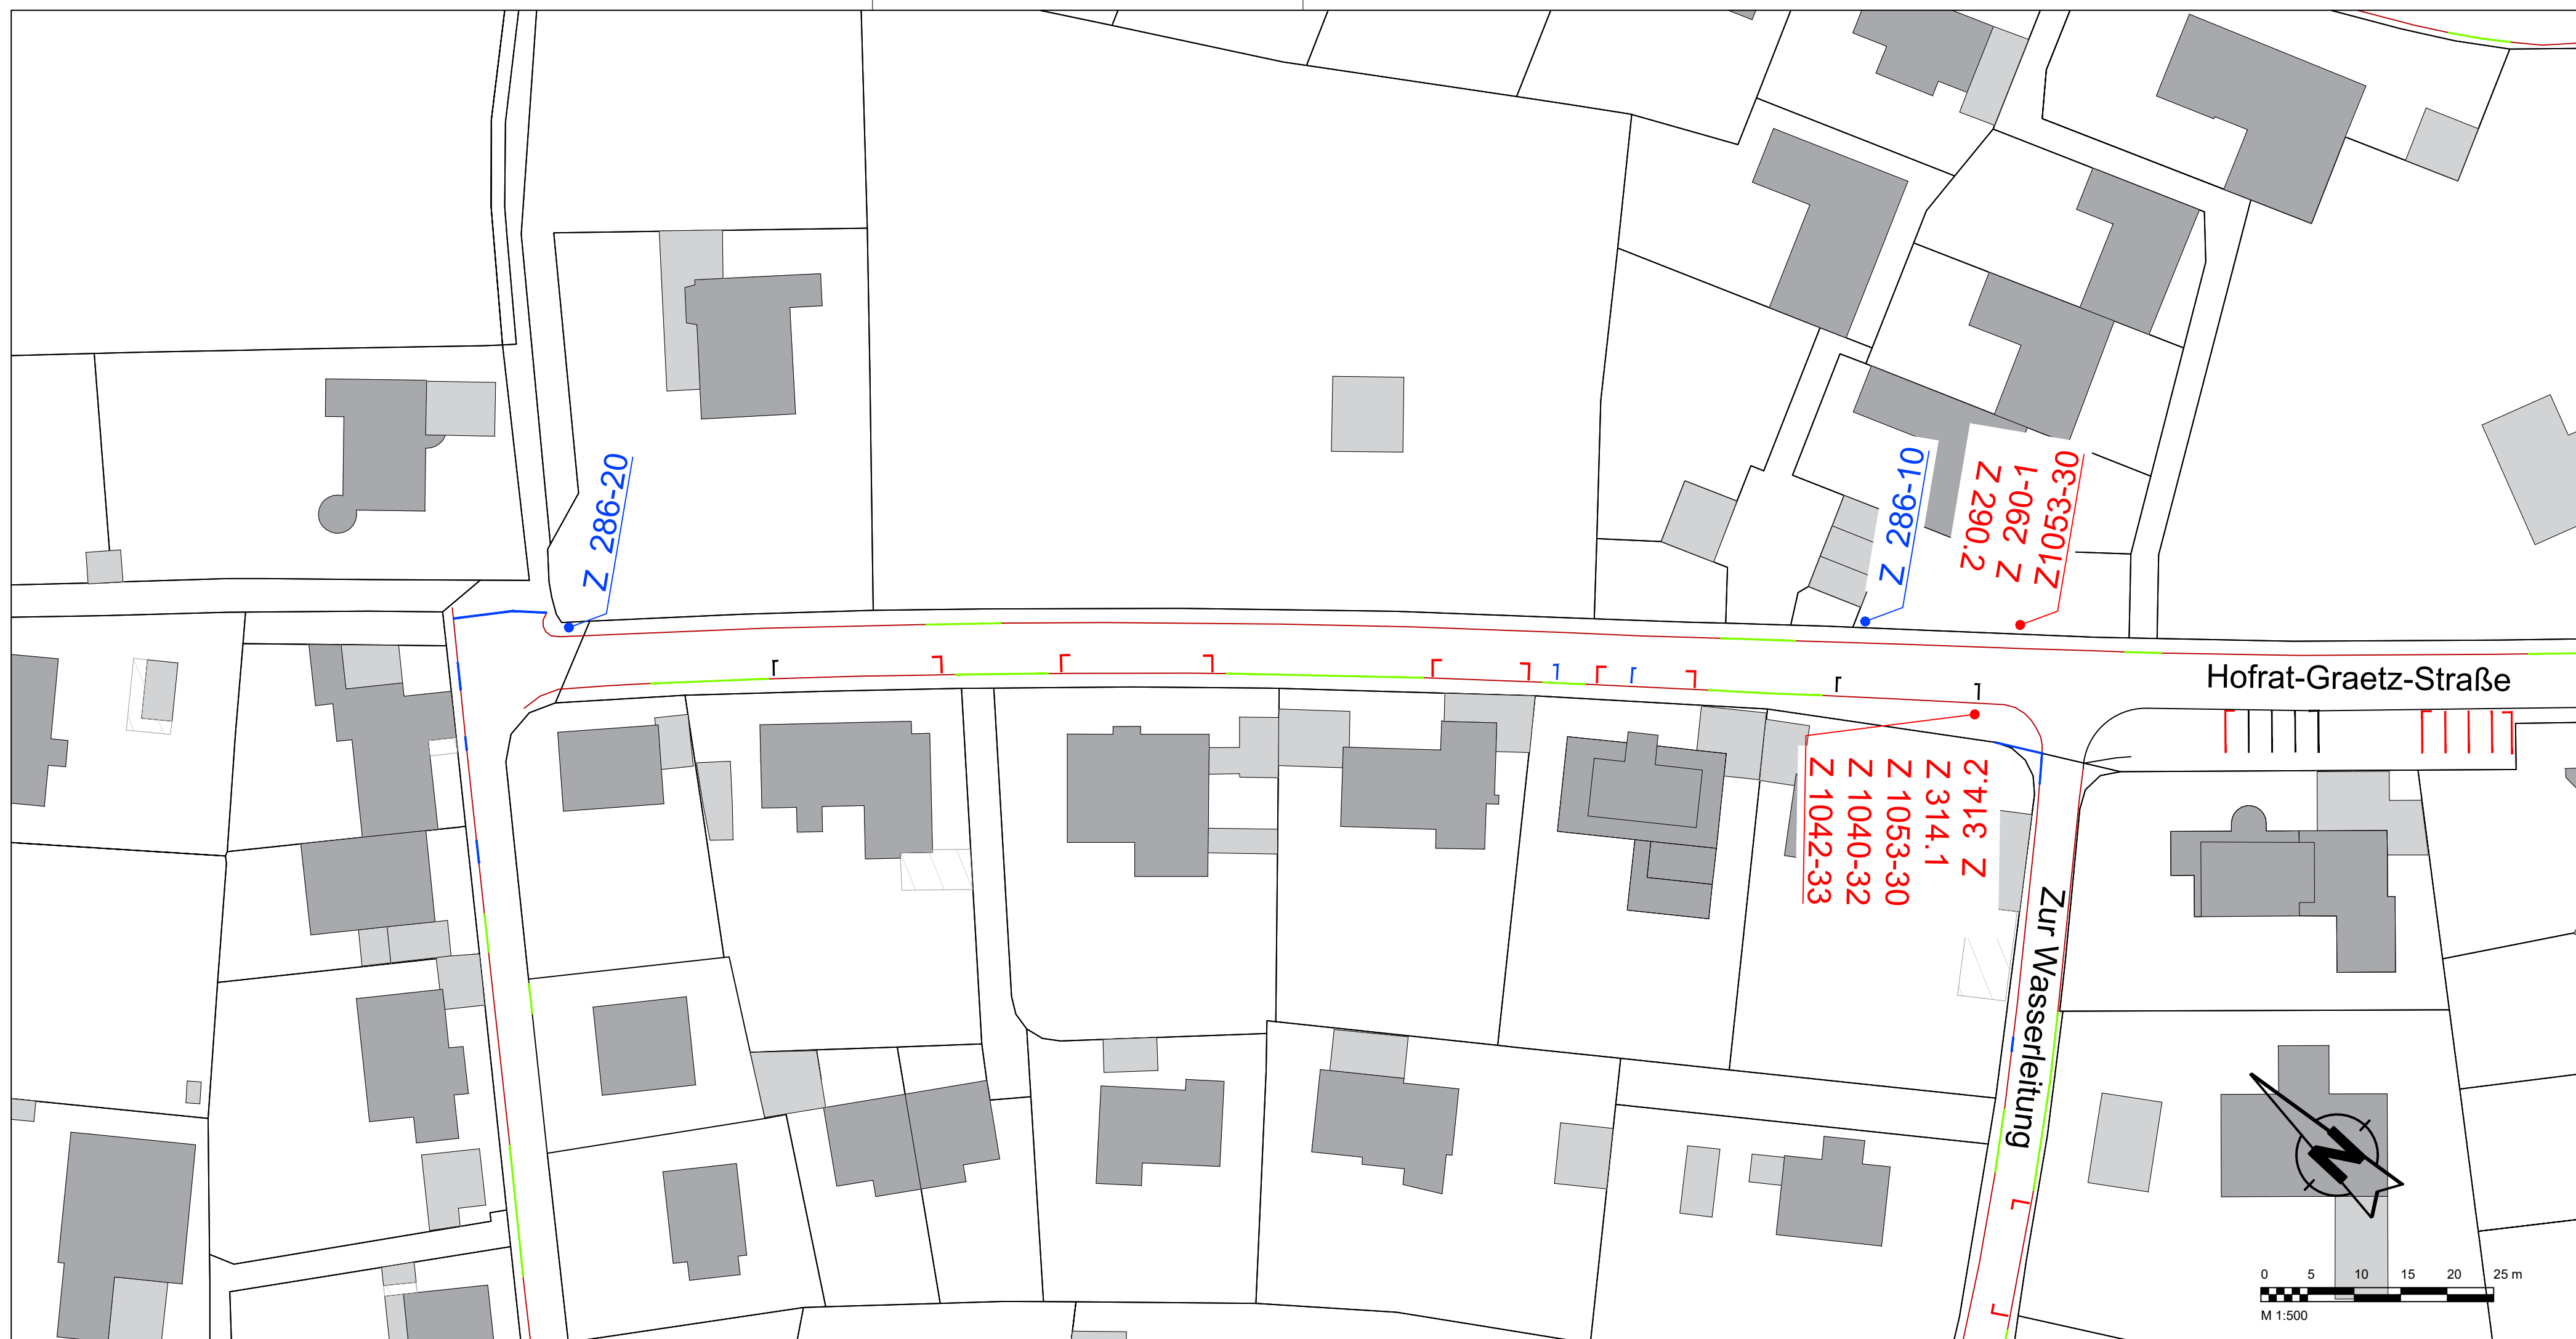 Z 286-20
Z 286-10
Z 290.2
Z 290-1
Z1053-30
Hofrat-Graetz-Straße
Z 314.2
Z 314.1
Z 1053-30
Z 1040-32
Z 1042-33
Zur Wasserleitung
N
0 5 10 15 20 25 m
M 1:500